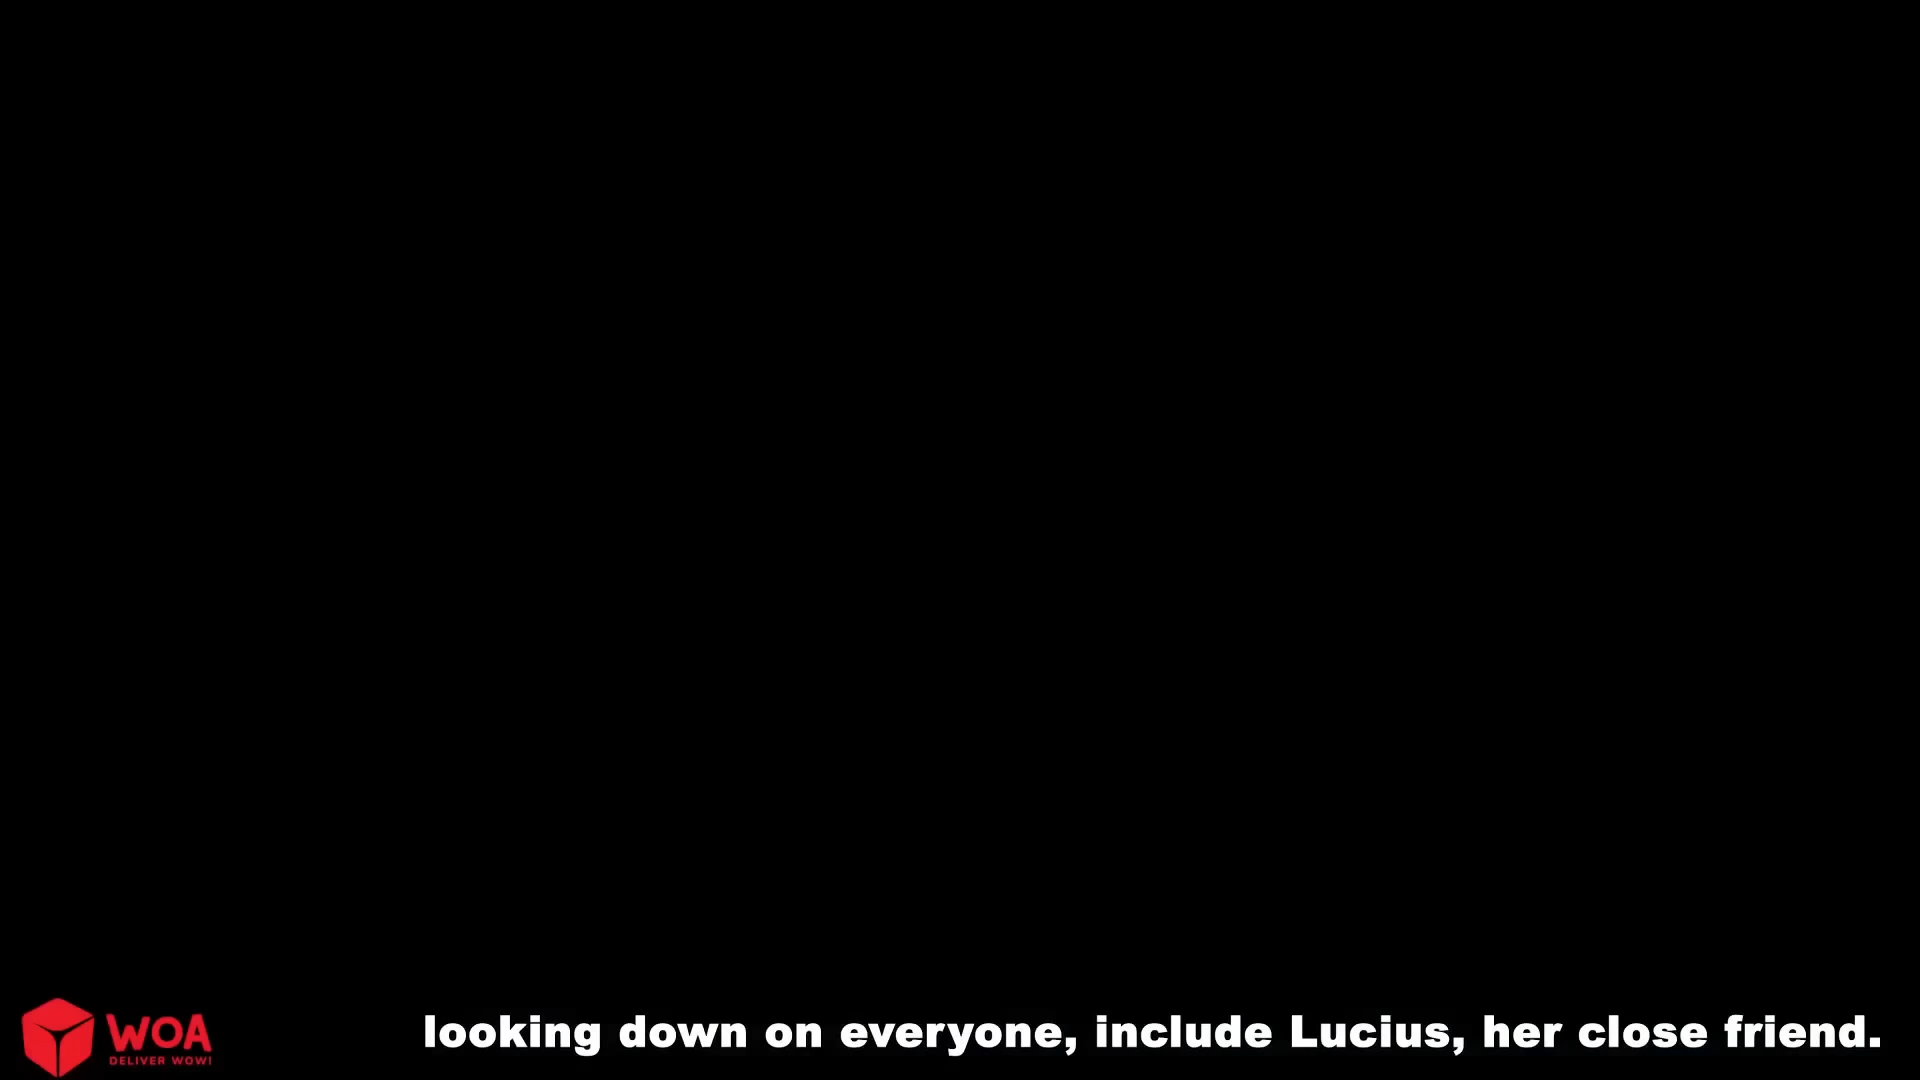 looking down on everyone, include Lucius, her close friend.
WOA
DELIVER WOW!